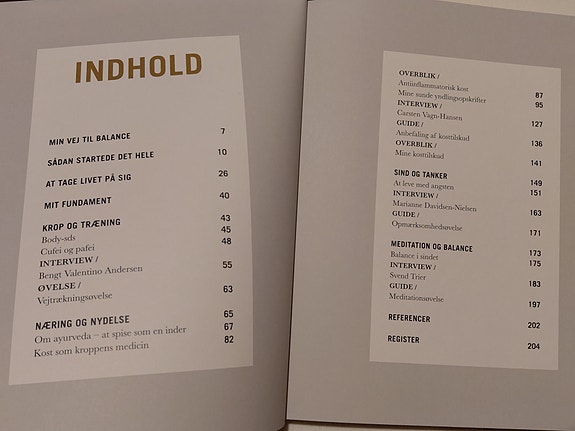 INDHOLD
MIN VEJ TIL BALANCE 7
SÅDAN STARTEDE DET HELE 10
AT TAGE LIVET PÅ SIG 26
MIT FUNDAMENT 40
KROP OG TRÆNING 43
Body-sds 45
Cufei og pafei 48
INTERVIEW /
Bengt Valentino Andersen 55
ØVELSE /
Vejtrækningsøvelse 63
NÆRING OG NYDELSE 65
Om ayurveda – at spise som en inder 67
Kost som kroppens medicin 82
OVERBLIK /
Antiinflammatorisk kost 87
Mine sunde yndlingsopskrifter 95
INTERVIEW /
Carsten Vagn-Hansen 127
GUIDE /
Anbefaling af kosttilskud 136
OVERBLIK /
Mine kosttilskud 141
SIND OG TANKER 149
At leve med angsten 151
INTERVIEW /
Marianne Davidsen-Nielsen 163
GUIDE /
Opmærksomhedsøvelse 171
MEDITATION OG BALANCE 173
Balance i sindet 175
INTERVIEW /
Svend Trier 183
GUIDE /
Meditationsøvelse 197
REFERENCER 202
REGISTER 204